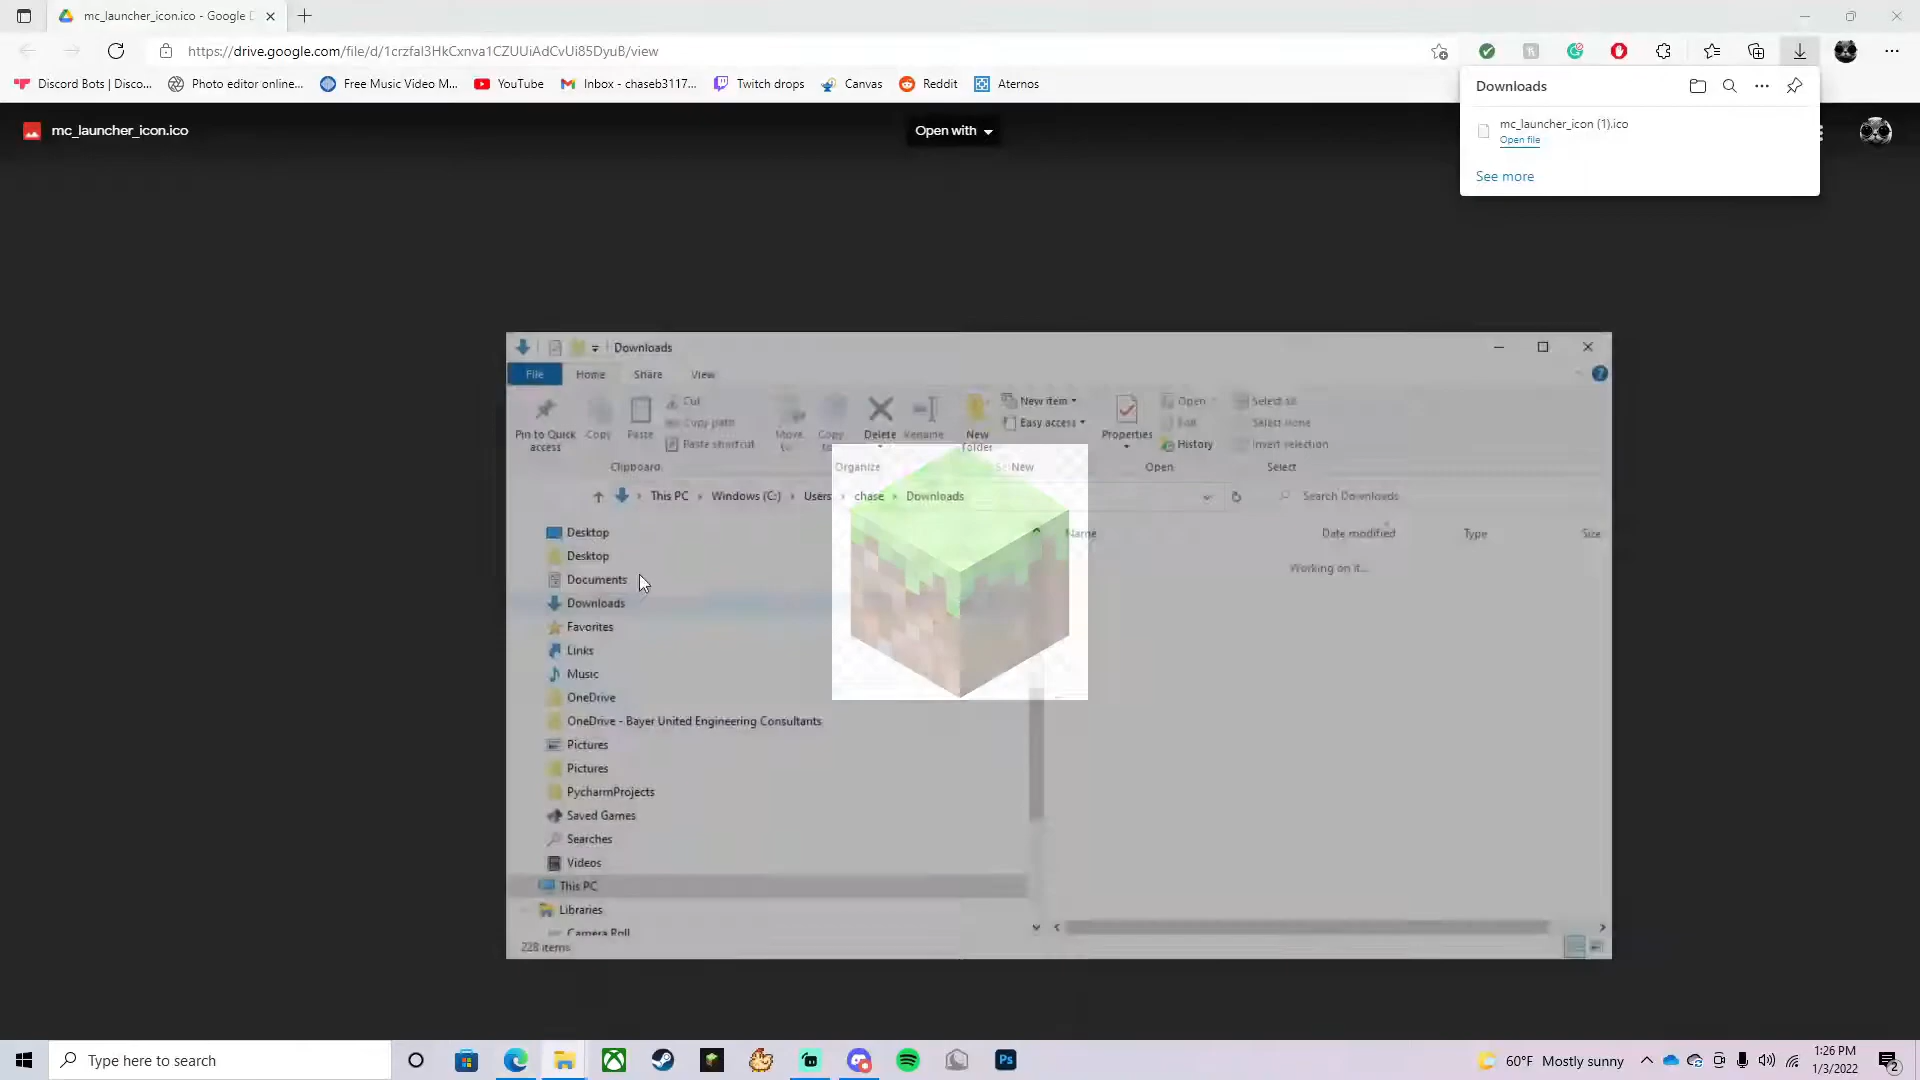 mc_launcher_icon.ico - Google D
https://drive.google.com/file/d/1crzfaI3HkCxnva1CZUUiAdCvUi85DyuB/view
Discord Bots | Disco...
Photo editor online...
Free Music Video M...
YouTube
Inbox - chaseb3117...
Twitch drops
Canvas
Reddit
Aternos
Downloads
mc_launcher_icon (1).ico
Open file
See more
mc_launcher_icon.ico
Open with
Downloads
File
Home
Share
View
Pin to Quick access
Copy
Paste
Cut
Copy path
Paste shortcut
Clipboard
Move to
Copy
Delete
Rename
Organize
New folder
New item
Easy access
New
Properties
Open
Edit
History
Open
Select all
Select none
Invert selection
Select
This PC
Windows (C:)
Users
chase
Downloads
Search Downloads
Desktop
Desktop
Documents
Downloads
Favorites
Links
Music
OneDrive
OneDrive - Bayer United Engineering Consultants
Pictures
Pictures
PycharmProjects
Saved Games
Searches
Videos
This PC
Libraries
Camera Roll
Name
Date modified
Type
Size
Working on it...
228 items
Type here to search
Ps
60°F Mostly sunny
1:26 PM
1/3/2022
2